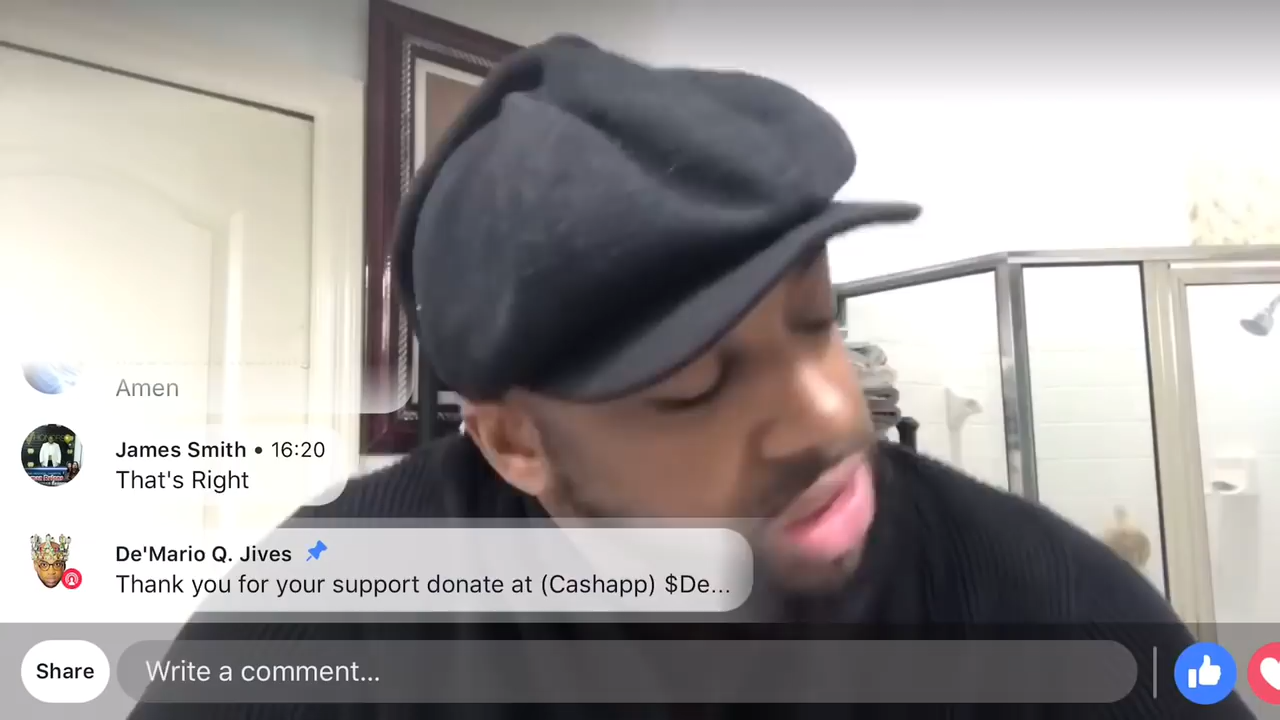 Amen
James Smith • 16:20
That's Right
De'Mario Q. Jives
Thank you for your support donate at (Cashapp) $De...
Share
Write a comment...